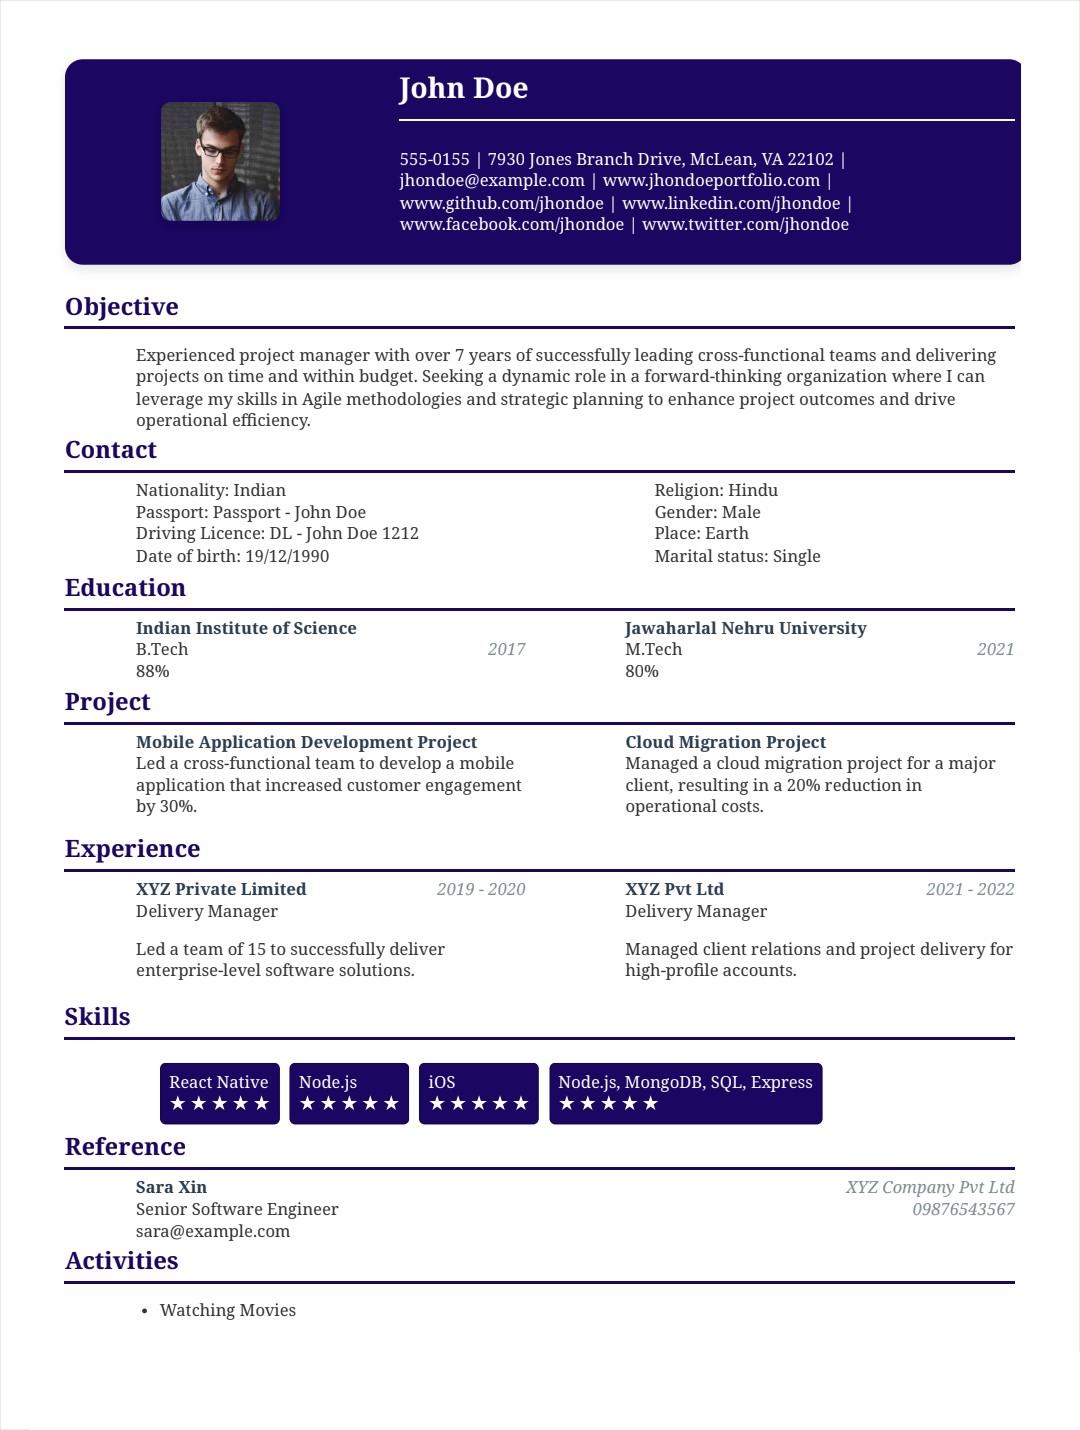 John Doe
555-0155 | 7930 Jones Branch Drive, McLean, VA 22102 |
jhondoe@example.com | www.jhondoeportfolio.com |
www.github.com/jhondoe | www.linkedin.com/jhondoe |
www.facebook.com/jhondoe | www.twitter.com/jhondoe
Objective
Experienced project manager with over 7 years of successfully leading cross-functional teams and delivering
projects on time and within budget. Seeking a dynamic role in a forward-thinking organization where I can
leverage my skills in Agile methodologies and strategic planning to enhance project outcomes and drive
operational efficiency.
Contact
Nationality: Indian
Passport: Passport - John Doe
Driving Licence: DL - John Doe 1212
Date of birth: 19/12/1990
Religion: Hindu
Gender: Male
Place: Earth
Marital status: Single
Education
Indian Institute of Science
B.Tech 2017
88%
Jawaharlal Nehru University
M.Tech 2021
80%
Project
Mobile Application Development Project
Led a cross-functional team to develop a mobile
application that increased customer engagement
by 30%.
Cloud Migration Project
Managed a cloud migration project for a major
client, resulting in a 20% reduction in
operational costs.
Experience
XYZ Private Limited 2019 - 2020
Delivery Manager
Led a team of 15 to successfully deliver
enterprise-level software solutions.
XYZ Pvt Ltd 2021 - 2022
Delivery Manager
Managed client relations and project delivery for
high-profile accounts.
Skills
React Native
★★★★★
Node.js
★★★★★
iOS
★★★★★
Node.js, MongoDB, SQL, Express
★★★★★
Reference
Sara Xin XYZ Company Pvt Ltd
Senior Software Engineer 09876543567
sara@example.com
Activities
• Watching Movies